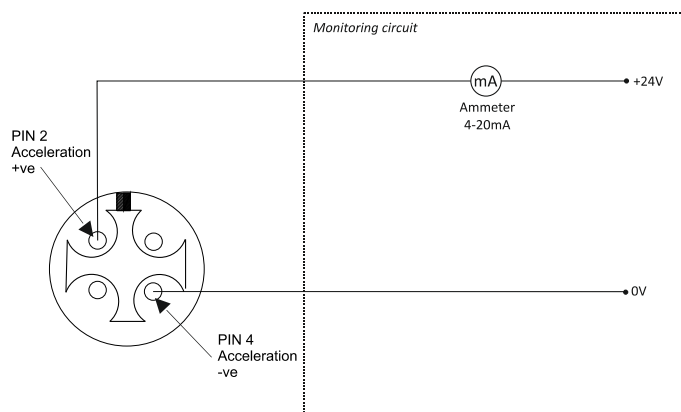 Monitoring circuit
mA
+24V
Ammeter
4-20mA
PIN 2
Acceleration
+ve
0V
PIN 4
Acceleration
-ve